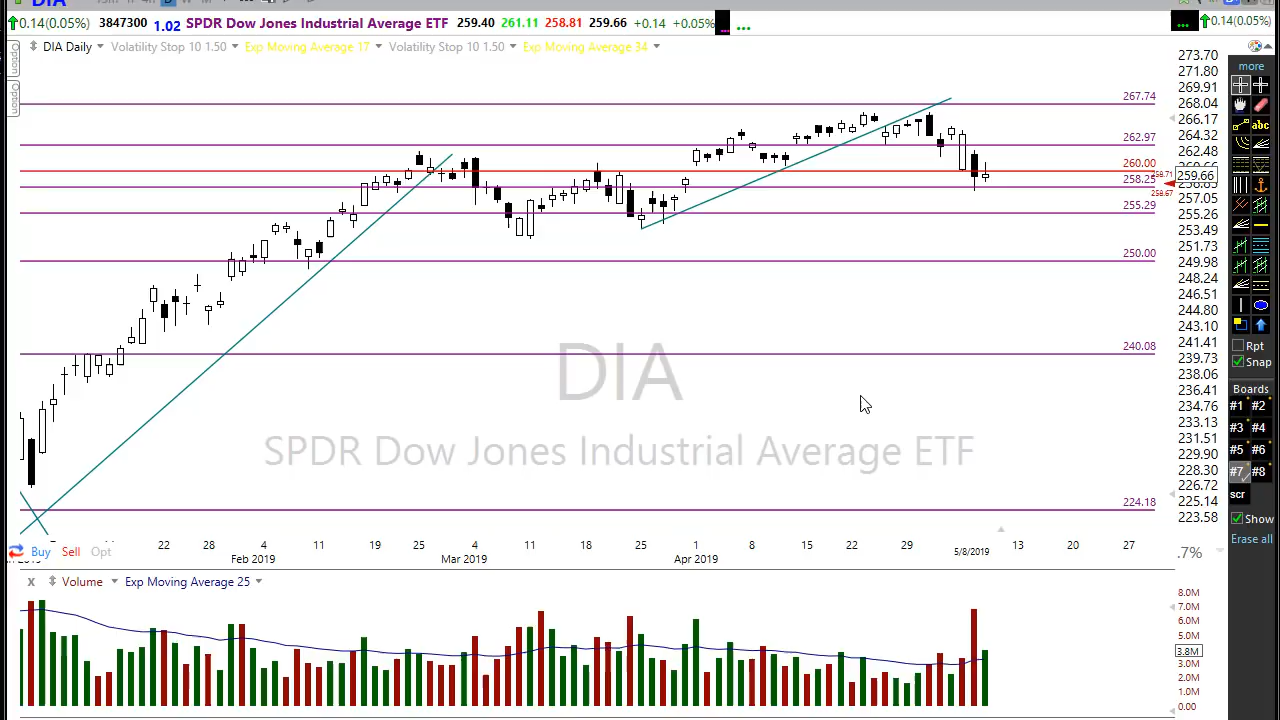 DIA
0.14(0.05%) 3847300 1.02 SPDR Dow Jones Industrial Average ETF 259.40 261.11 258.81 259.66 +0.14 +0.05% ... 0.14(0.05%)
DIA Daily Volatility Stop 10 1.50 Exp Moving Average 17 Volatility Stop 10 1.50 Exp Moving Average 34
Option
Option
267.74
262.97
260.00
258.25
255.29
250.00
240.08
224.18
258.71
258.67
273.70
271.80
269.91
268.04
266.17
264.32
262.48
259.66
257.05
255.26
253.49
251.73
249.98
248.24
246.51
244.80
243.10
241.41
239.73
238.06
236.41
234.76
233.13
231.51
229.90
228.30
226.72
225.14
223.58
DIA
SPDR Dow Jones Industrial Average ETF
22 28 4 11 19 25 4 11 18 25 1 8 15 22 29 5/8/2019 13 20 27
Feb 2019 Mar 2019 Apr 2019
Buy Sell Opt
.7%
X Volume Exp Moving Average 25
8.0M
7.0M
6.0M
5.0M
3.8M
3.0M
2.0M
1.0M
0.00
more
abc
Rpt
Snap
Boards
#1 #2
#3 #4
#5 #6
#7 #8
scr
Show
Erase all